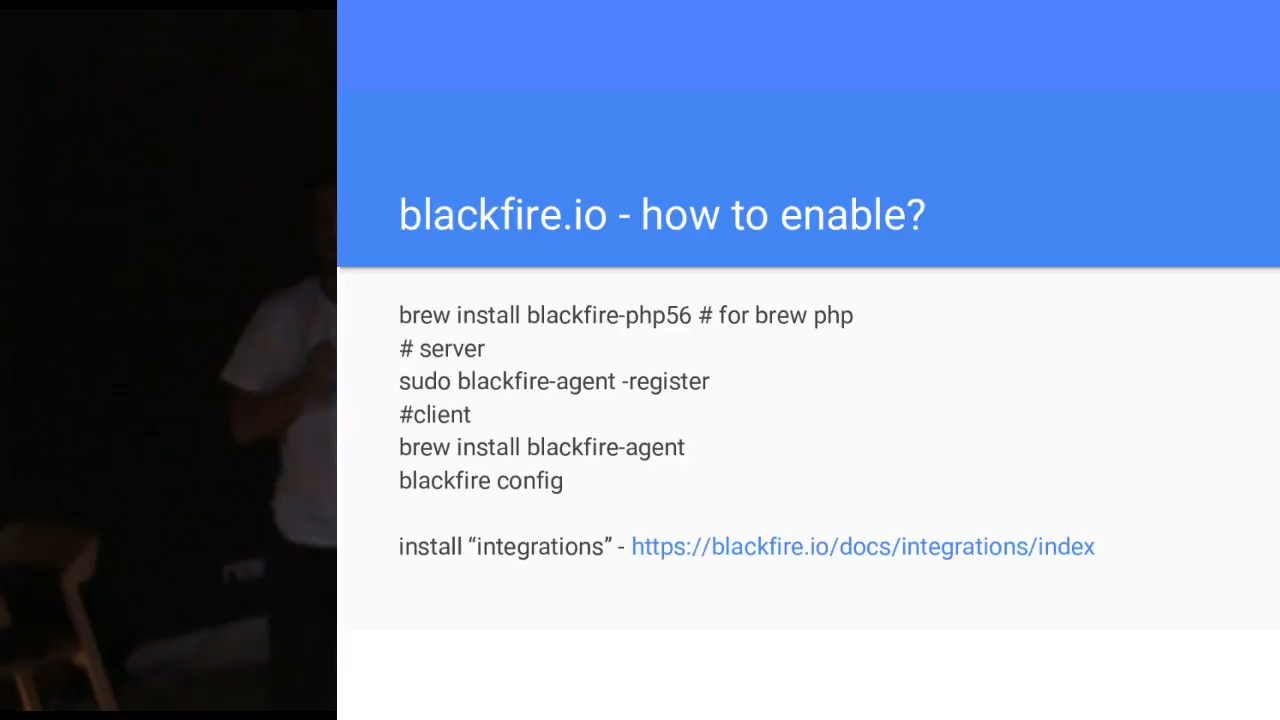 blackfire.io - how to enable?
brew install blackfire-php56 # for brew php
# server
sudo blackfire-agent -register
#client
brew install blackfire-agent
blackfire config
install “integrations” - https://blackfire.io/docs/integrations/index